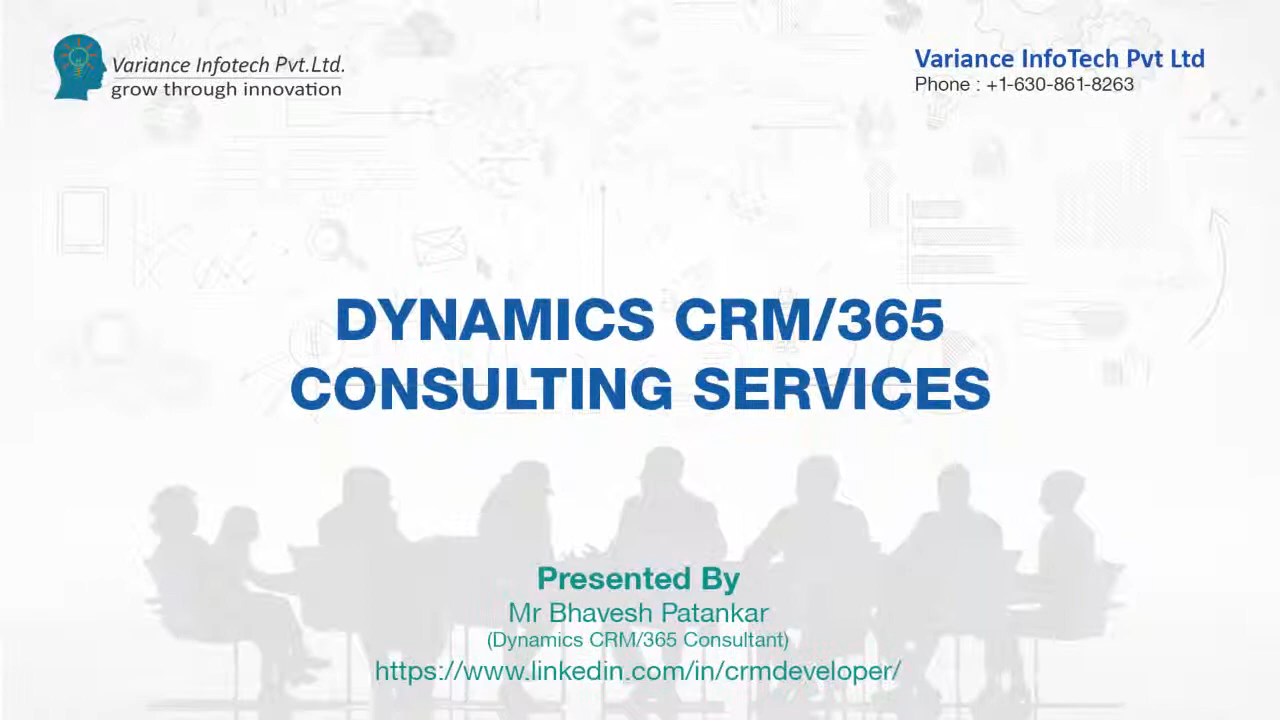 Variance Infotech Pvt.Ltd.
grow through innovation
Variance InfoTech Pvt Ltd
Phone : +1-630-861-8263
DYNAMICS CRM/365
CONSULTING SERVICES
Presented By
Mr Bhavesh Patankar
(Dynamics CRM/365 Consultant)
https://www.linkedin.com/in/crmdeveloper/